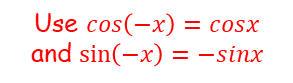 Use cos(−x) = cosx
and sin(−x) = −sinx